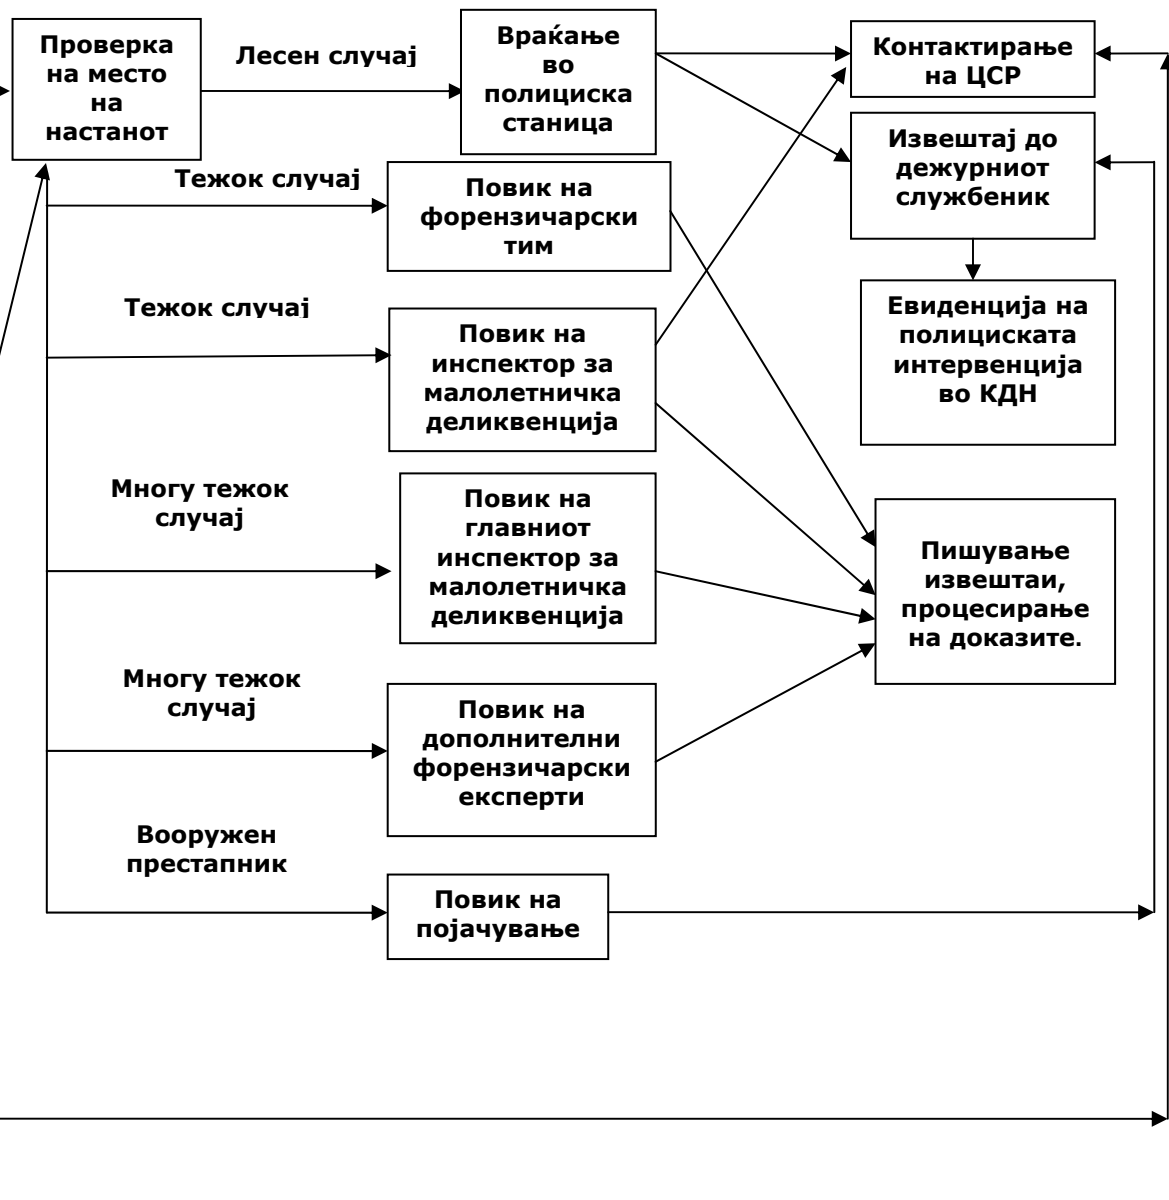 Проверка
на место
на
настанот
Лесен случај
Враќање
во
полициска
станица
Контактирање
на ЦСР
Извештај до
дежурниот
службеник
Тежок случај
Повик на
форензичарски
тим
Евиденција на
полициската
интервенција
во КДН
Тежок случај
Повик на
инспектор за
малолетничка
деликвенција
Многу тежок
случај
Повик на
главниот
инспектор за
малолетничка
деликвенција
Пишување
извештаи,
процесирање
на доказите.
Многу тежок
случај
Повик на
дополнителни
форензичарски
експерти
Вооружен
престапник
Повик на
појачување